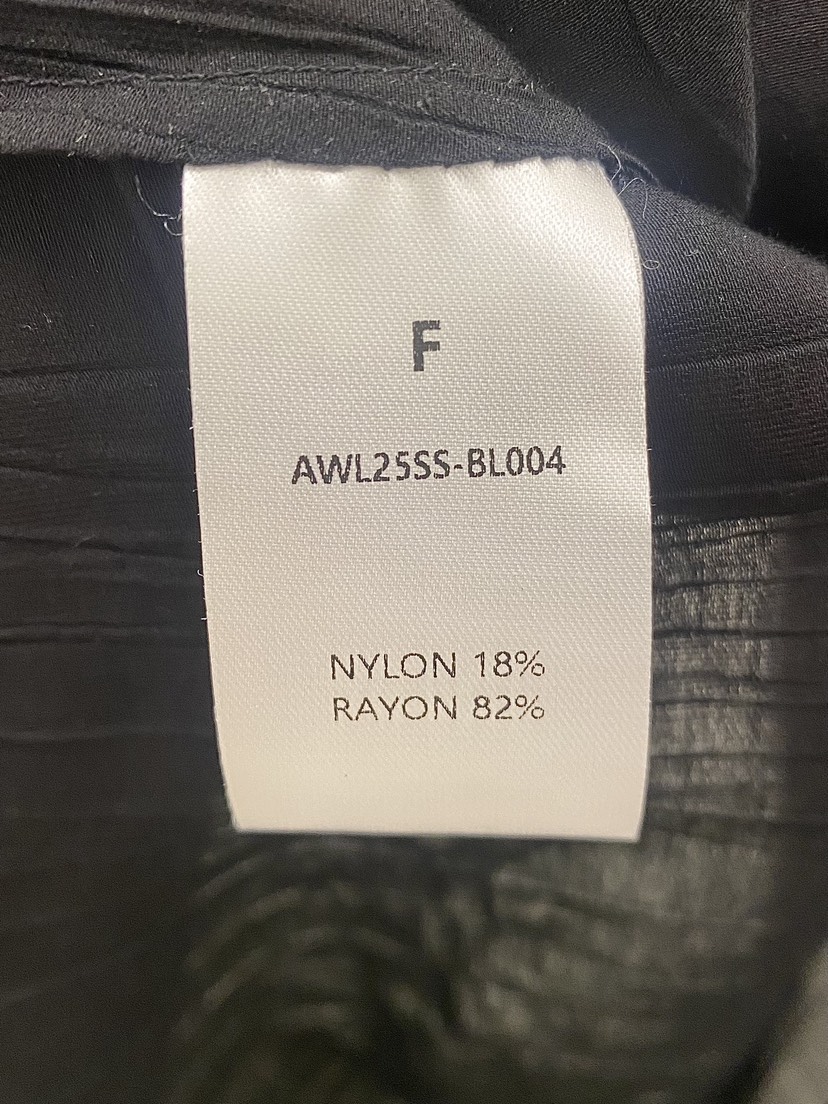 F
AWL25SS-BL004
NYLON 18%
RAYON 82%